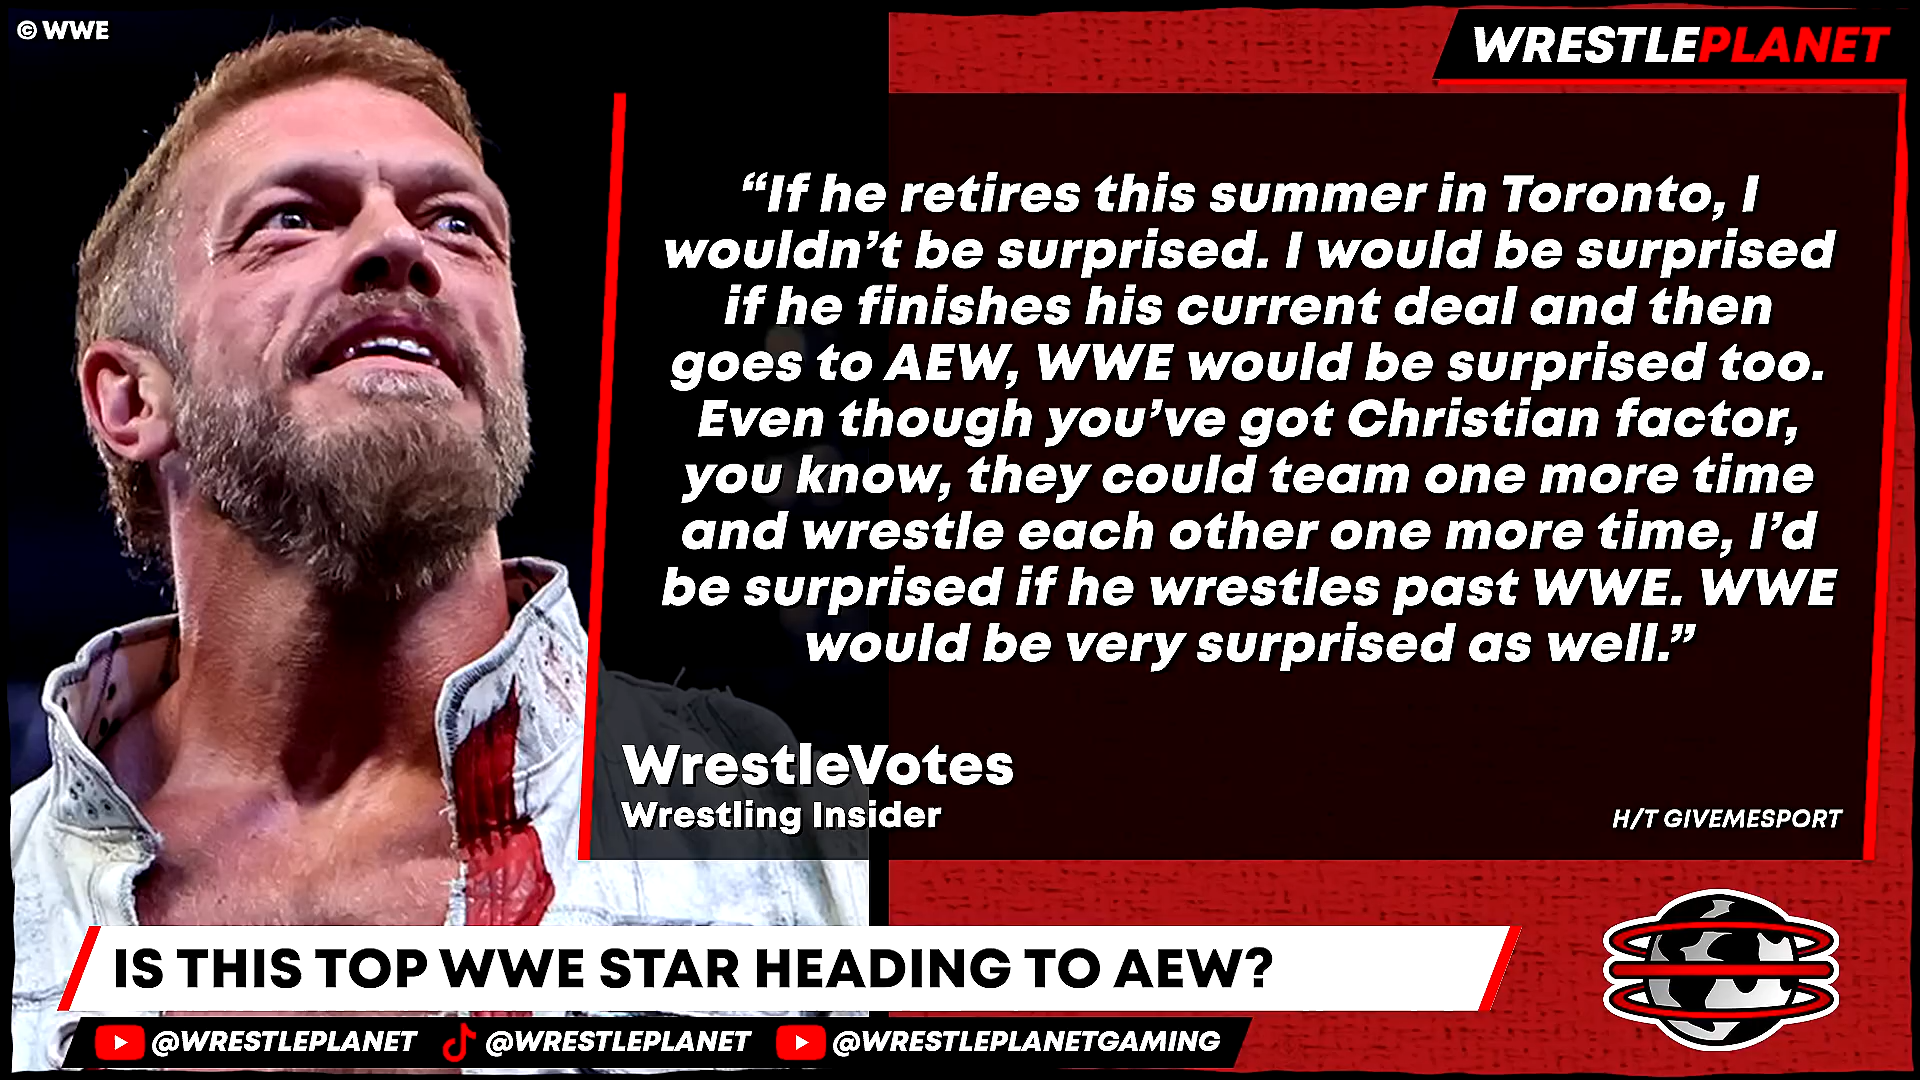 © WWE
WRESTLEPLANET
“If he retires this summer in Toronto, I
wouldn’t be surprised. I would be surprised
if he finishes his current deal and then
goes to AEW, WWE would be surprised too.
Even though you’ve got Christian factor,
you know, they could team one more time
and wrestle each other one more time, I’d
be surprised if he wrestles past WWE. WWE
would be very surprised as well.”
WrestleVotes
Wrestling Insider
H/T GIVEMESPORT
IS THIS TOP WWE STAR HEADING TO AEW?
@WRESTLEPLANET @WRESTLEPLANET @WRESTLEPLANETGAMING